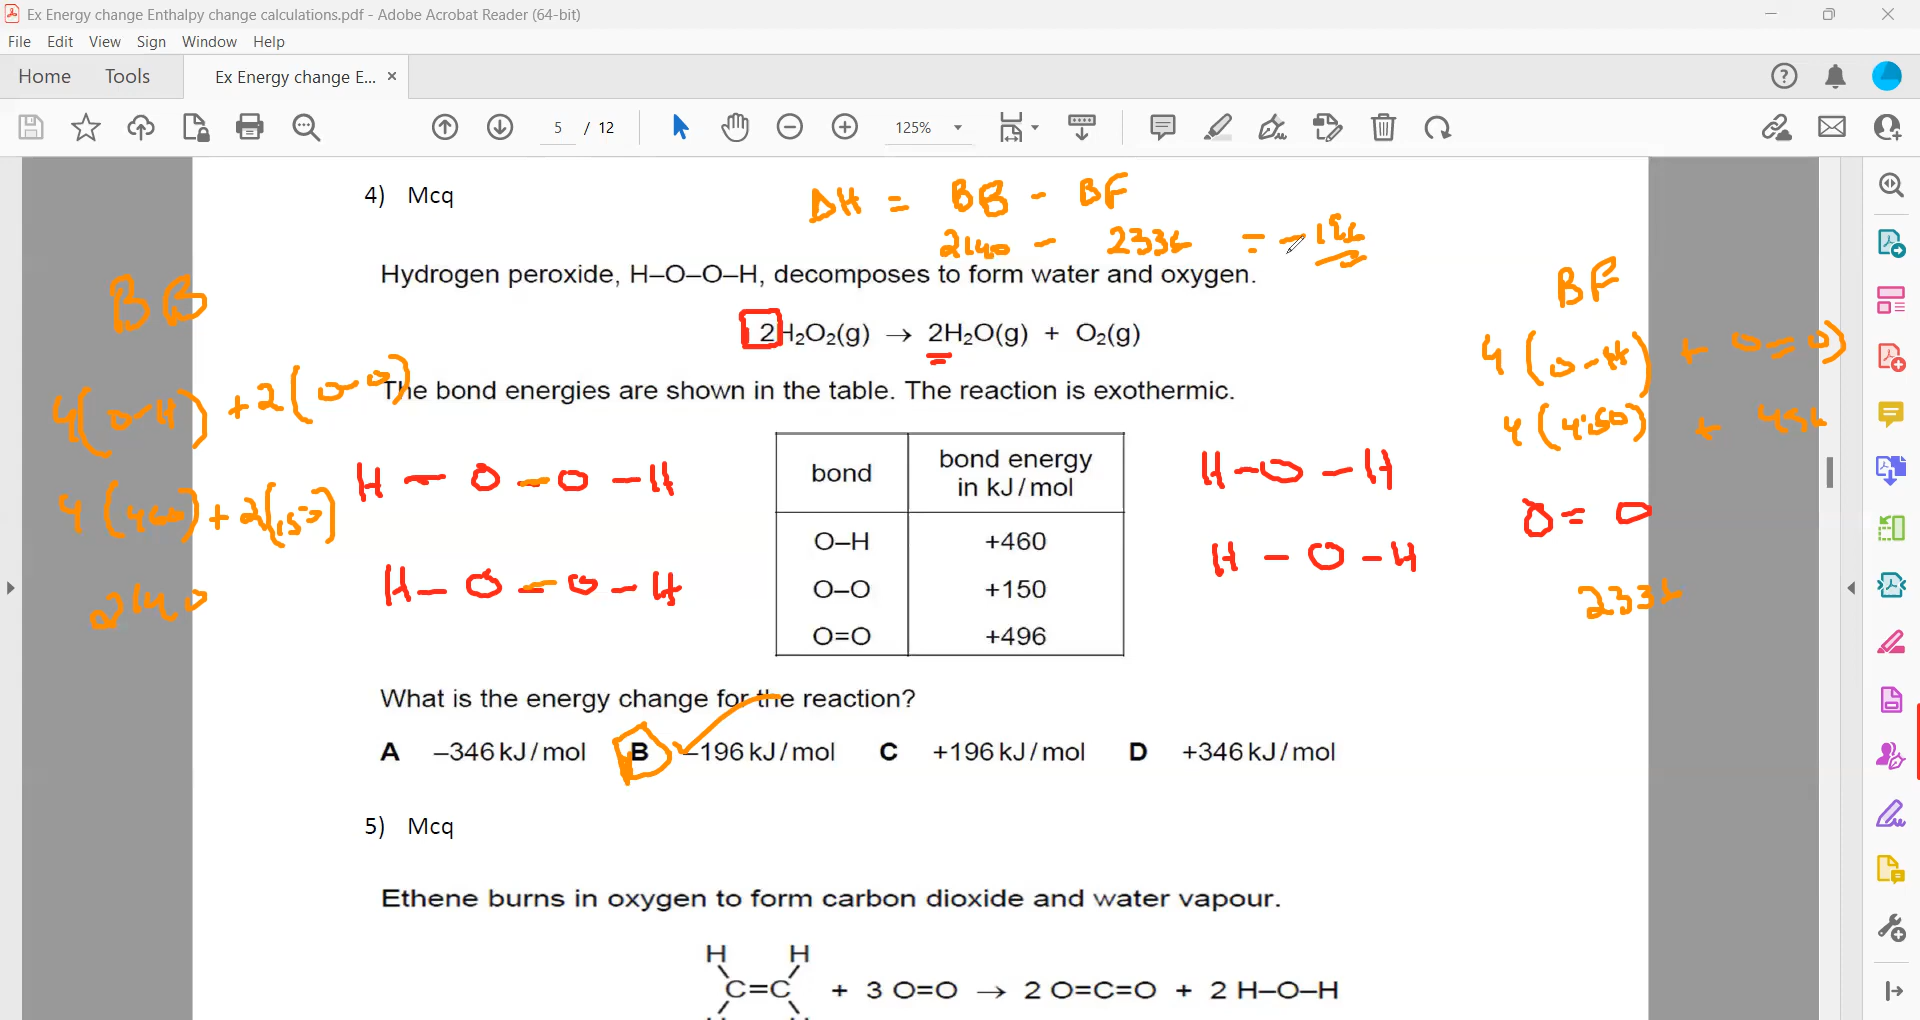 Ex Energy change Enthalpy change calculations.pdf - Adobe Acrobat Reader (64-bit)
File Edit View Sign Window Help
Home Tools Ex Energy change E... ×
5 / 12 125%
4) Mcq
ΔH = BB - BF
2140 - 2336 = -196
Hydrogen peroxide, H–O–O–H, decomposes to form water and oxygen.
BB
BF
2H₂O₂(g) → 2H₂O(g) + O₂(g)
4(O-H) + 2(O-O)
4(O-H) + O=O)
The bond energies are shown in the table. The reaction is exothermic.
4(460) + 496
bond bond energy in kJ / mol
H - O - O - H
H - O - H
4(460) + 2(150)
O = O
O–H +460
H - O - O - H
H - O - H
O–O +150
2140
2336
O=O +496
What is the energy change for the reaction?
A –346 kJ / mol B –196 kJ / mol C +196 kJ / mol D +346 kJ / mol
5) Mcq
Ethene burns in oxygen to form carbon dioxide and water vapour.
H H
C=C + 3 O=O → 2 O=C=O + 2 H–O–H